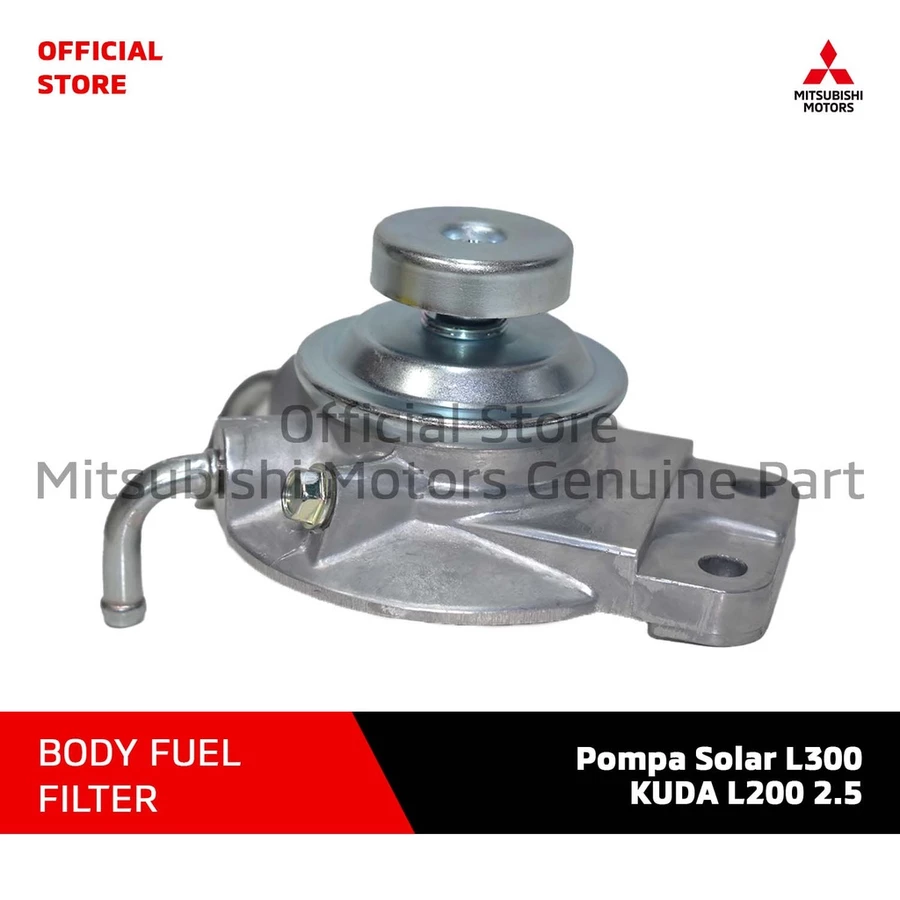 OFFICIAL
STORE
MITSUBISHI
MOTORS
Official Store
Mitsubishi Motors Genuine Part
BODY FUEL
FILTER
Pompa Solar L300
KUDA L200 2.5